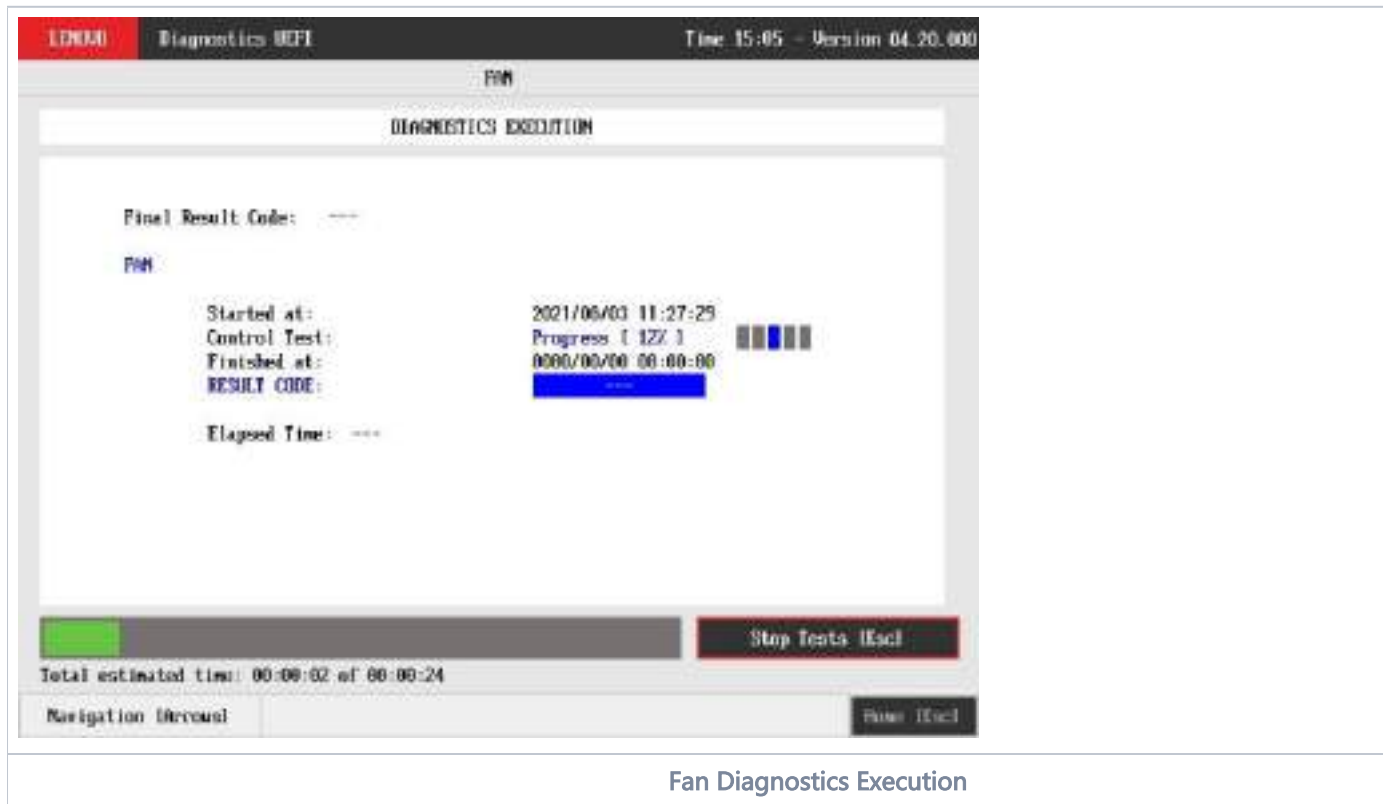 LENOVO Diagnostics UEFI Time 15:05 - Version 04.20.000
FAN
DIAGNOSTICS EXECUTION
Final Result Code: ---
FAN
Started at: 2021/06/03 11:27:29
Control Test: Progress [ 12% ]
Finished at: 0000/00/00 00:00:00
RESULT CODE: ---
Elapsed Time: ---
Stop Tests [Esc]
Total estimated time: 00:00:02 of 00:00:24
Navigation [Arrows] Home [Esc]
Fan Diagnostics Execution